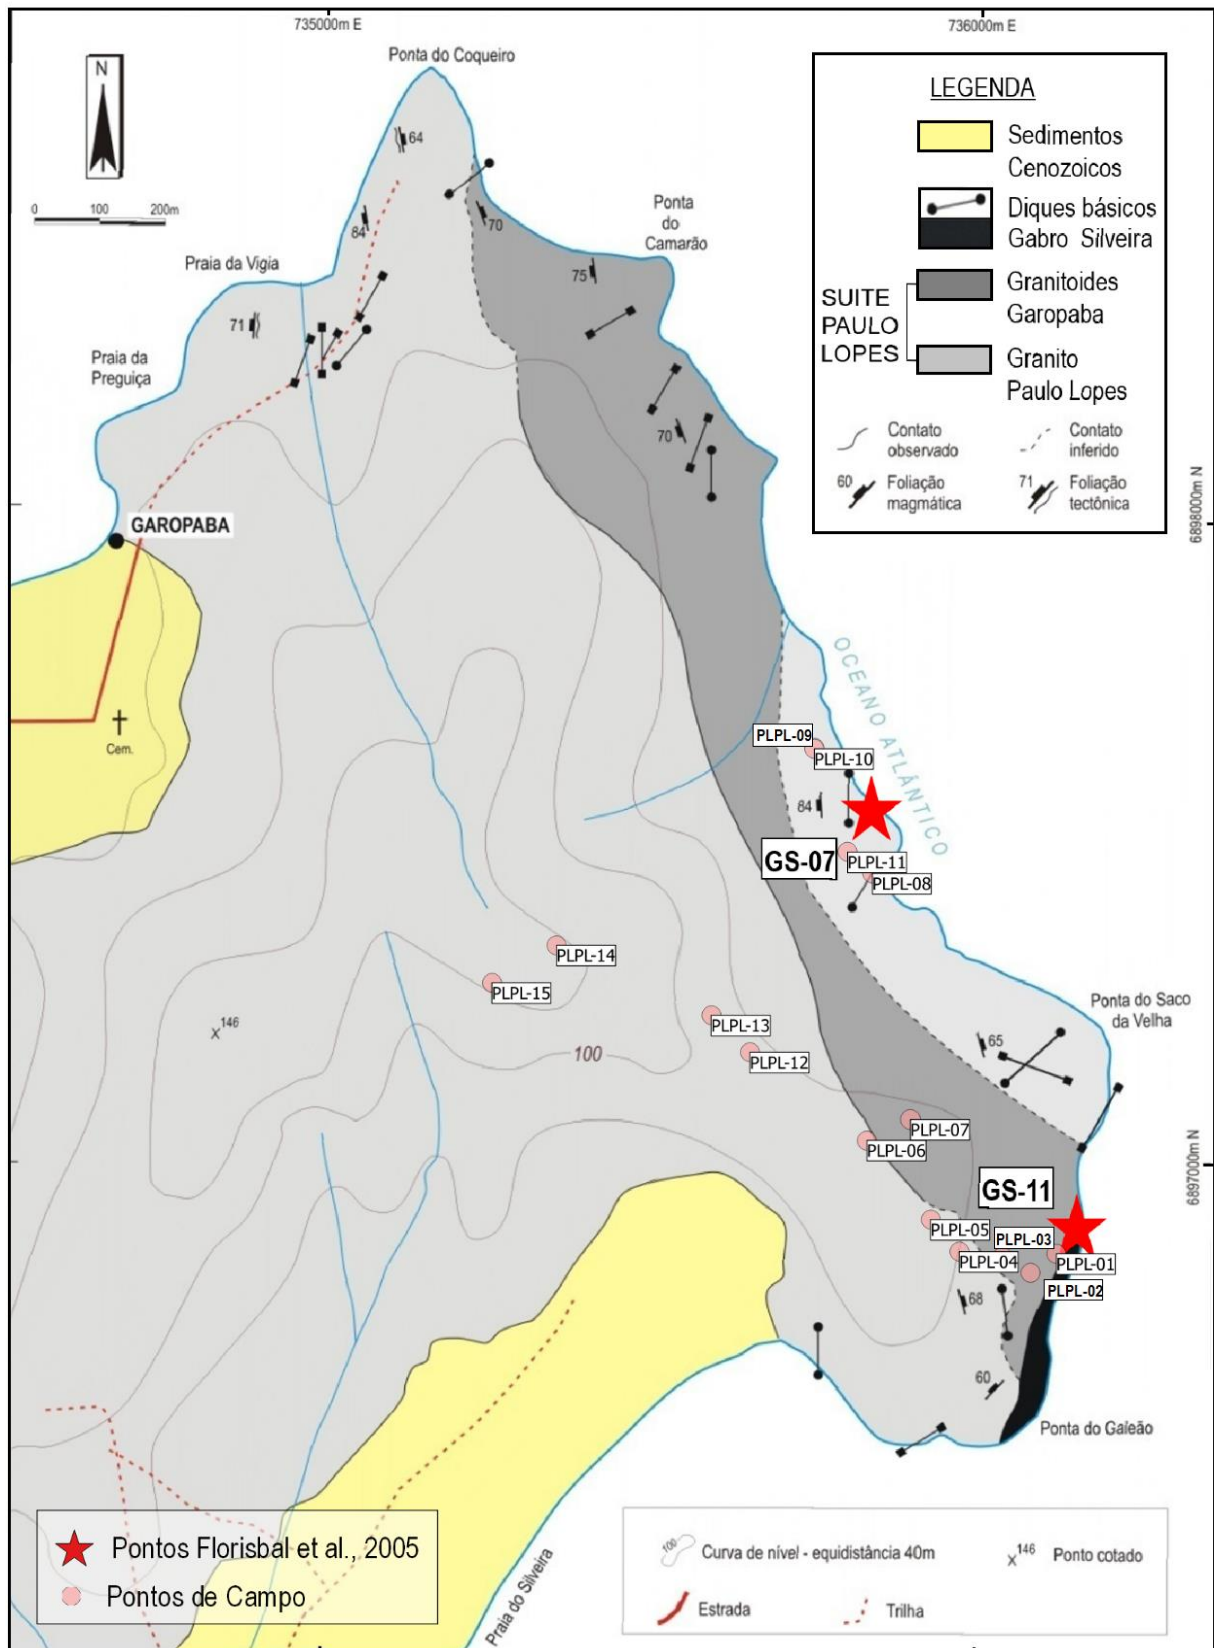 735000m E
736000m E
Ponta do Coqueiro
N
0 100 200m
64
84
70
Ponta
do
Camarão
75
Praia da Vigia
71
Praia da
Preguiça
70
GAROPABA
Cem.
LEGENDA
Sedimentos
Cenozoicos
Diques básicos
Gabro Silveira
SUITE
PAULO
LOPES
Granitoides
Garopaba
Granito
Paulo Lopes
Contato
observado
Contato
inferido
60
Foliação
magmática
71
Foliação
tectônica
6898000m N
OCEANO ATLÁNTICO
PLPL-09
PLPL-10
84
GS-07
PLPL-11
PLPL-08
PLPL-14
PLPL-15
146
PLPL-13
100
PLPL-12
Ponta do Saco
da Velha
65
PLPL-07
PLPL-06
6897000m N
GS-11
PLPL-05
PLPL-03
PLPL-04
PLPL-01
PLPL-02
68
60
Ponta do Galeão
Praia do Silveira
Pontos Florisbal et al., 2005
Pontos de Campo
100
Curva de nível - equidistância 40m
x146
Ponto cotado
Estrada
Trilha